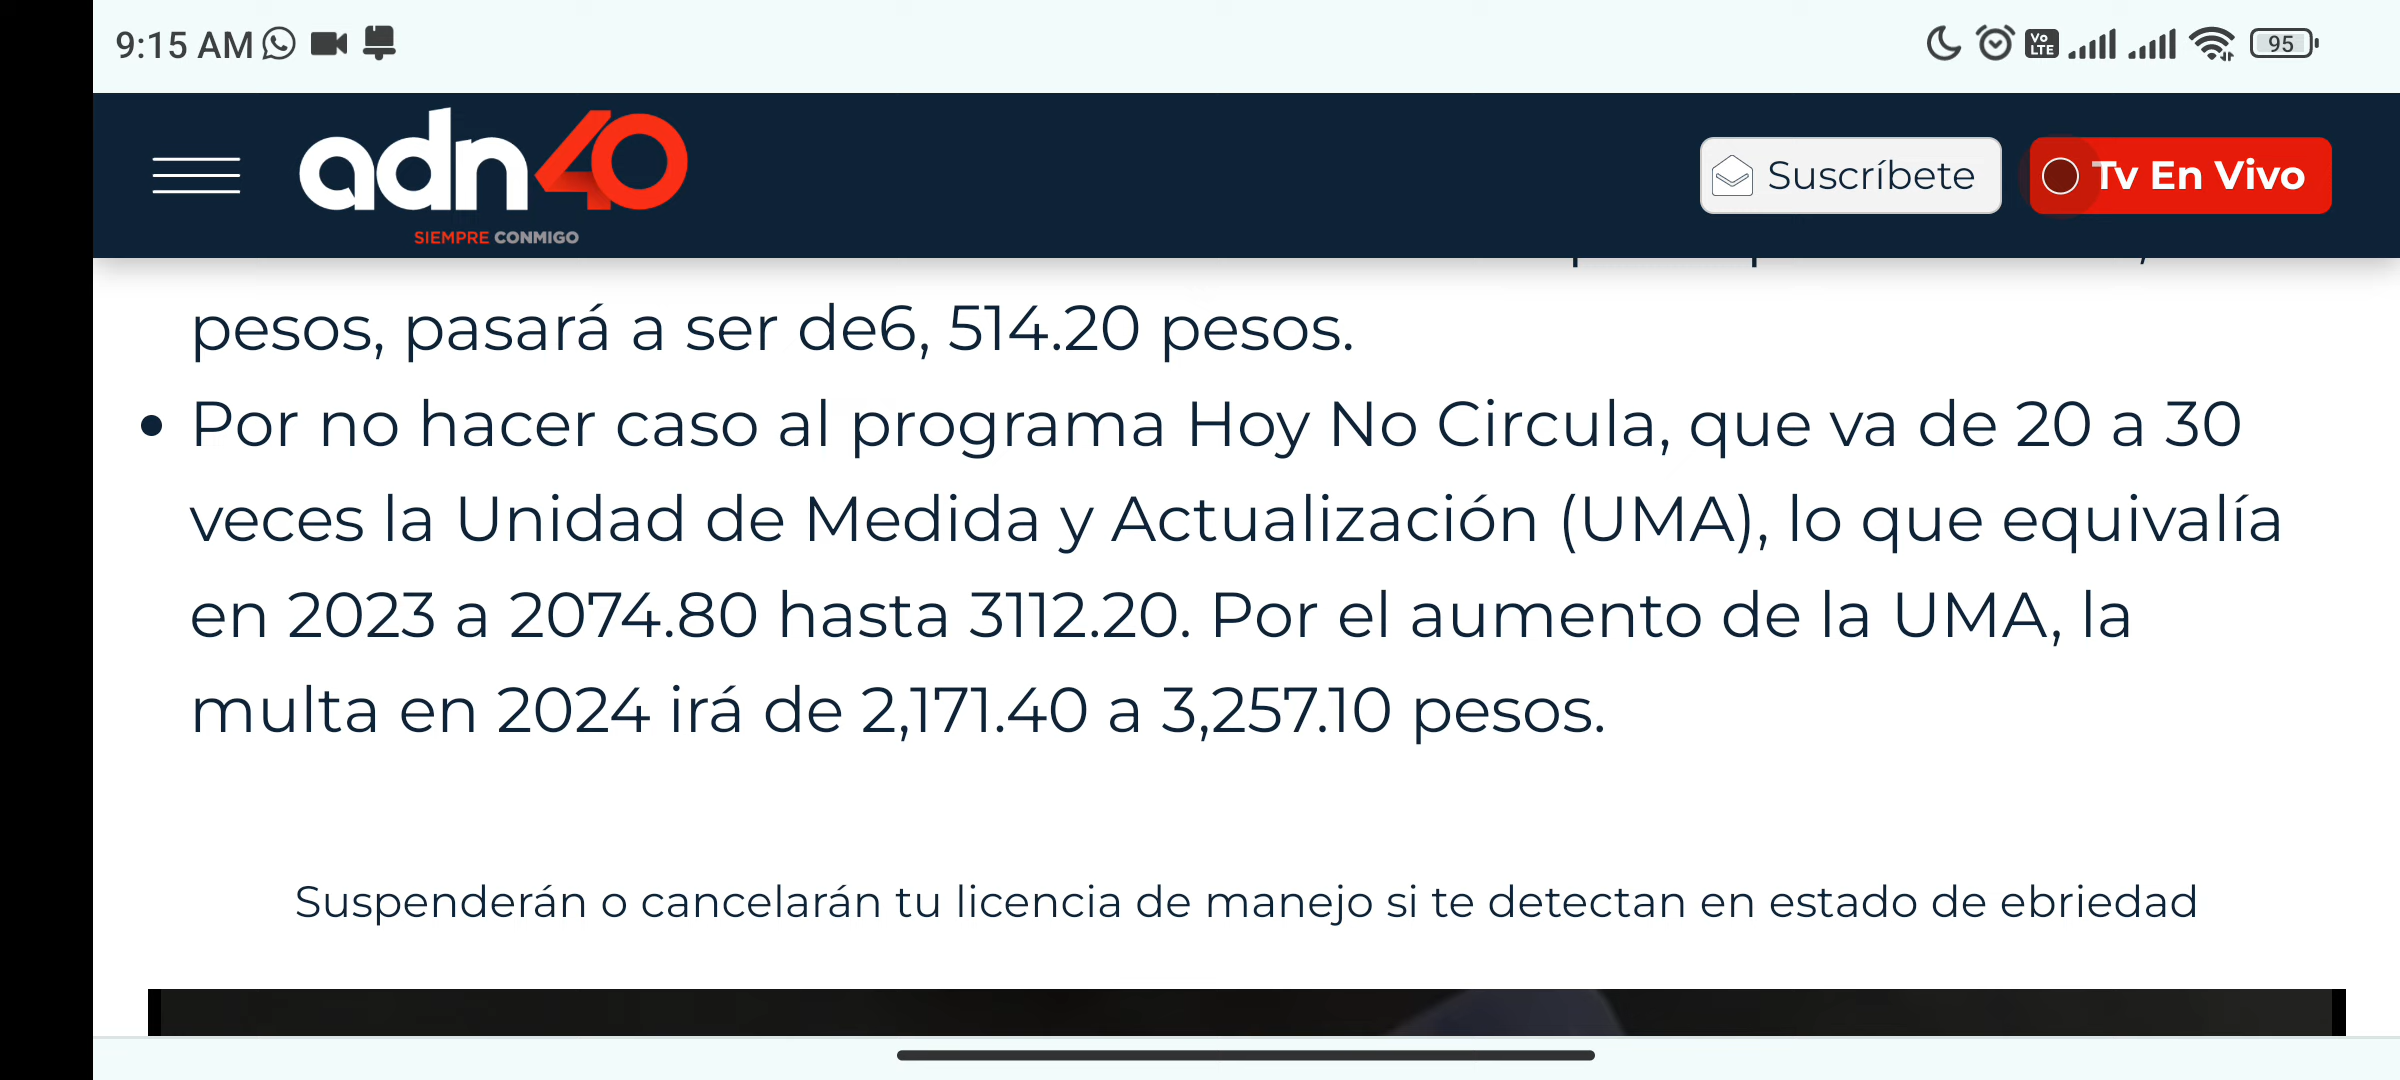 9:15 AM
Vo LTE
95
adn40
SIEMPRE CONMIGO
Suscríbete
Tv En Vivo
pesos, pasará a ser de6, 514.20 pesos.
• Por no hacer caso al programa Hoy No Circula, que va de 20 a 30
veces la Unidad de Medida y Actualización (UMA), lo que equivalía
en 2023 a 2074.80 hasta 3112.20. Por el aumento de la UMA, la
multa en 2024 irá de 2,171.40 a 3,257.10 pesos.
Suspenderán o cancelarán tu licencia de manejo si te detectan en estado de ebriedad